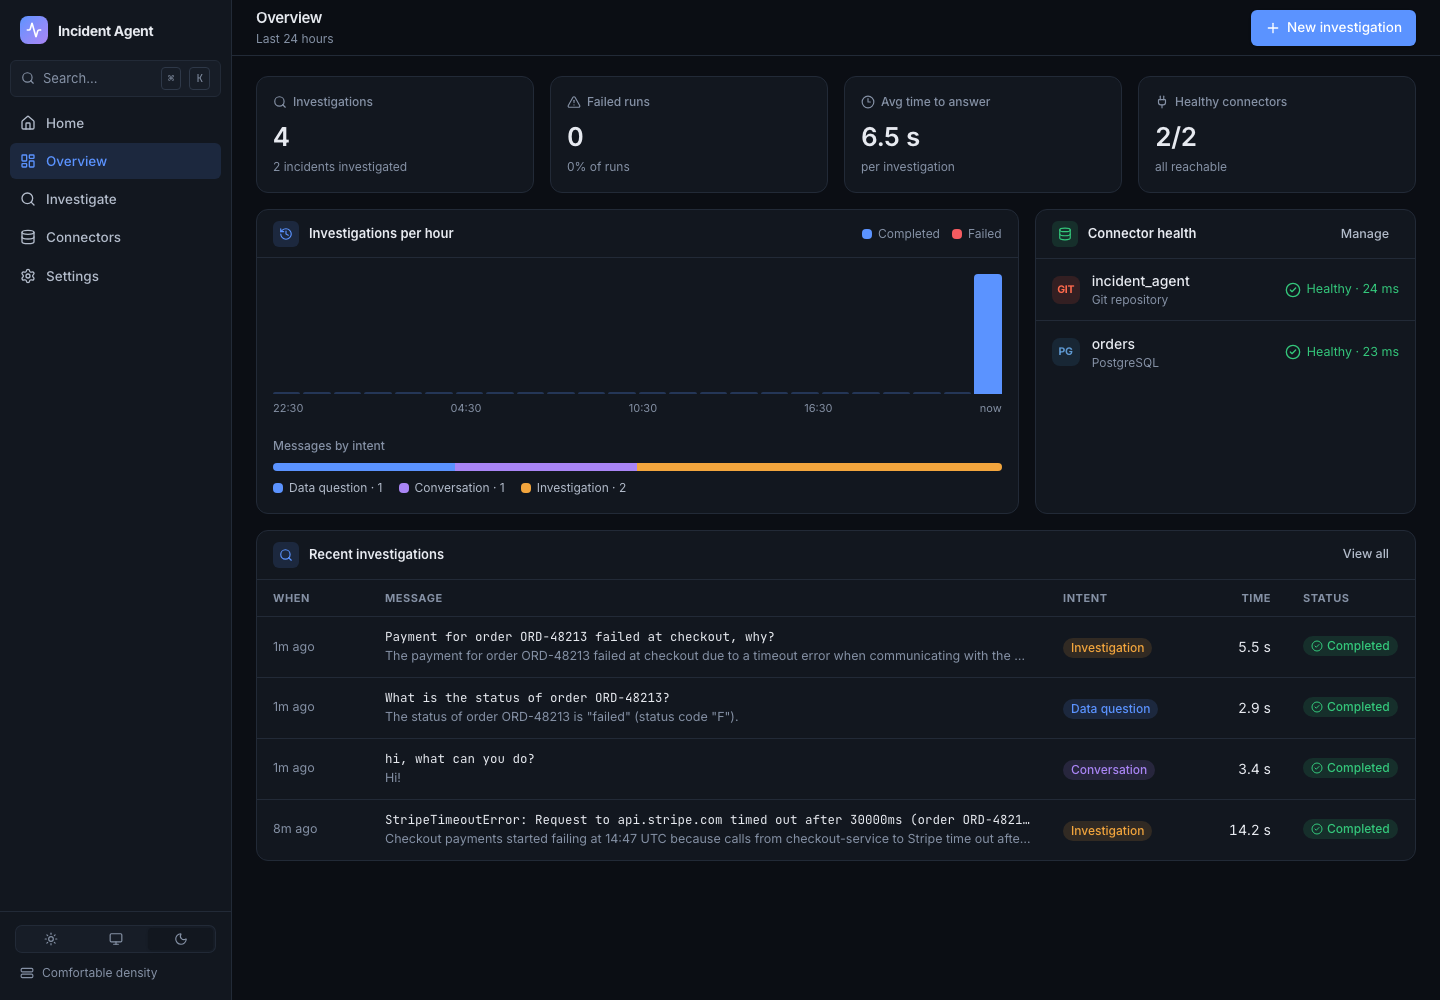 Incident Agent
Search...
⌘ K
Home
Overview
Investigate
Connectors
Settings
Comfortable density
Overview
Last 24 hours
New investigation
Investigations
4
2 incidents investigated
Failed runs
0
0% of runs
Avg time to answer
6.5 s
per investigation
Healthy connectors
2/2
all reachable
Investigations per hour
Completed Failed
22:30 04:30 10:30 16:30 now
Messages by intent
Data question · 1 Conversation · 1 Investigation · 2
Connector health
Manage
GIT
incident_agent
Git repository
Healthy · 24 ms
PG
orders
PostgreSQL
Healthy · 23 ms
Recent investigations
View all
WHEN MESSAGE INTENT TIME STATUS
1m ago
Payment for order ORD-48213 failed at checkout, why?
The payment for order ORD-48213 failed at checkout due to a timeout error when communicating with the ...
Investigation
5.5 s
Completed
1m ago
What is the status of order ORD-48213?
The status of order ORD-48213 is "failed" (status code "F").
Data question
2.9 s
Completed
1m ago
hi, what can you do?
Hi!
Conversation
3.4 s
Completed
8m ago
StripeTimeoutError: Request to api.stripe.com timed out after 30000ms (order ORD-4821…
Checkout payments started failing at 14:47 UTC because calls from checkout-service to Stripe time out afte...
Investigation
14.2 s
Completed